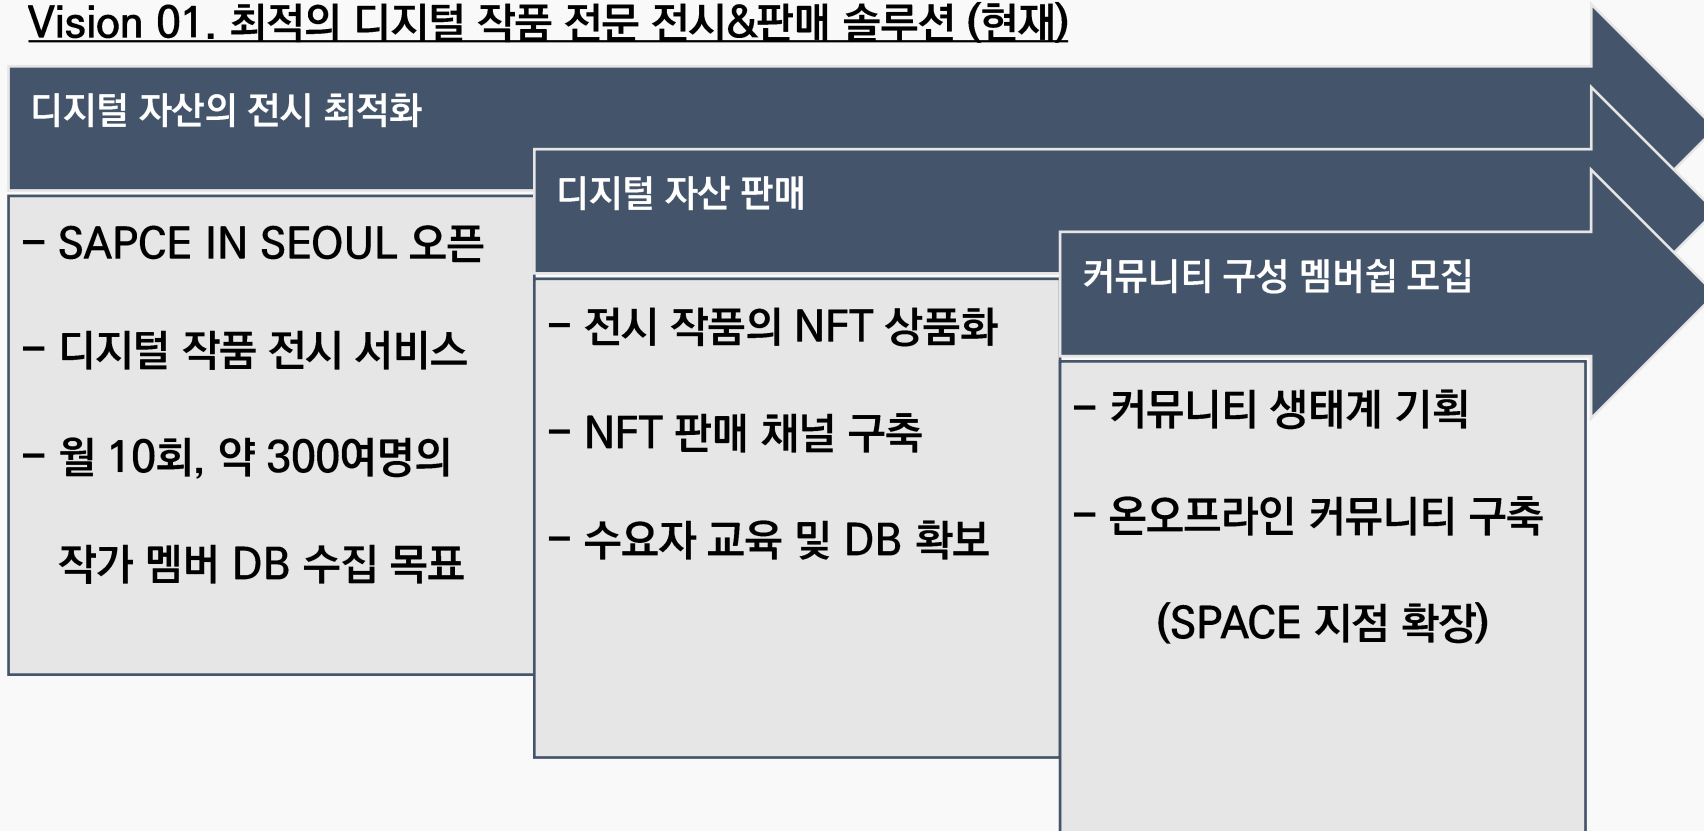 Vision 01. 최적의 디지털 작품 전문 전시&판매 솔루션 (현재)
디지털 자산의 전시 최적화
- SAPCE IN SEOUL 오픈
- 디지털 작품 전시 서비스
- 월 10회, 약 300여명의
작가 멤버 DB 수집 목표
디지털 자산 판매
- 전시 작품의 NFT 상품화
- NFT 판매 채널 구축
- 수요자 교육 및 DB 확보
커뮤니티 구성 멤버쉽 모집
- 커뮤니티 생태계 기획
- 온오프라인 커뮤니티 구축
(SPACE 지점 확장)